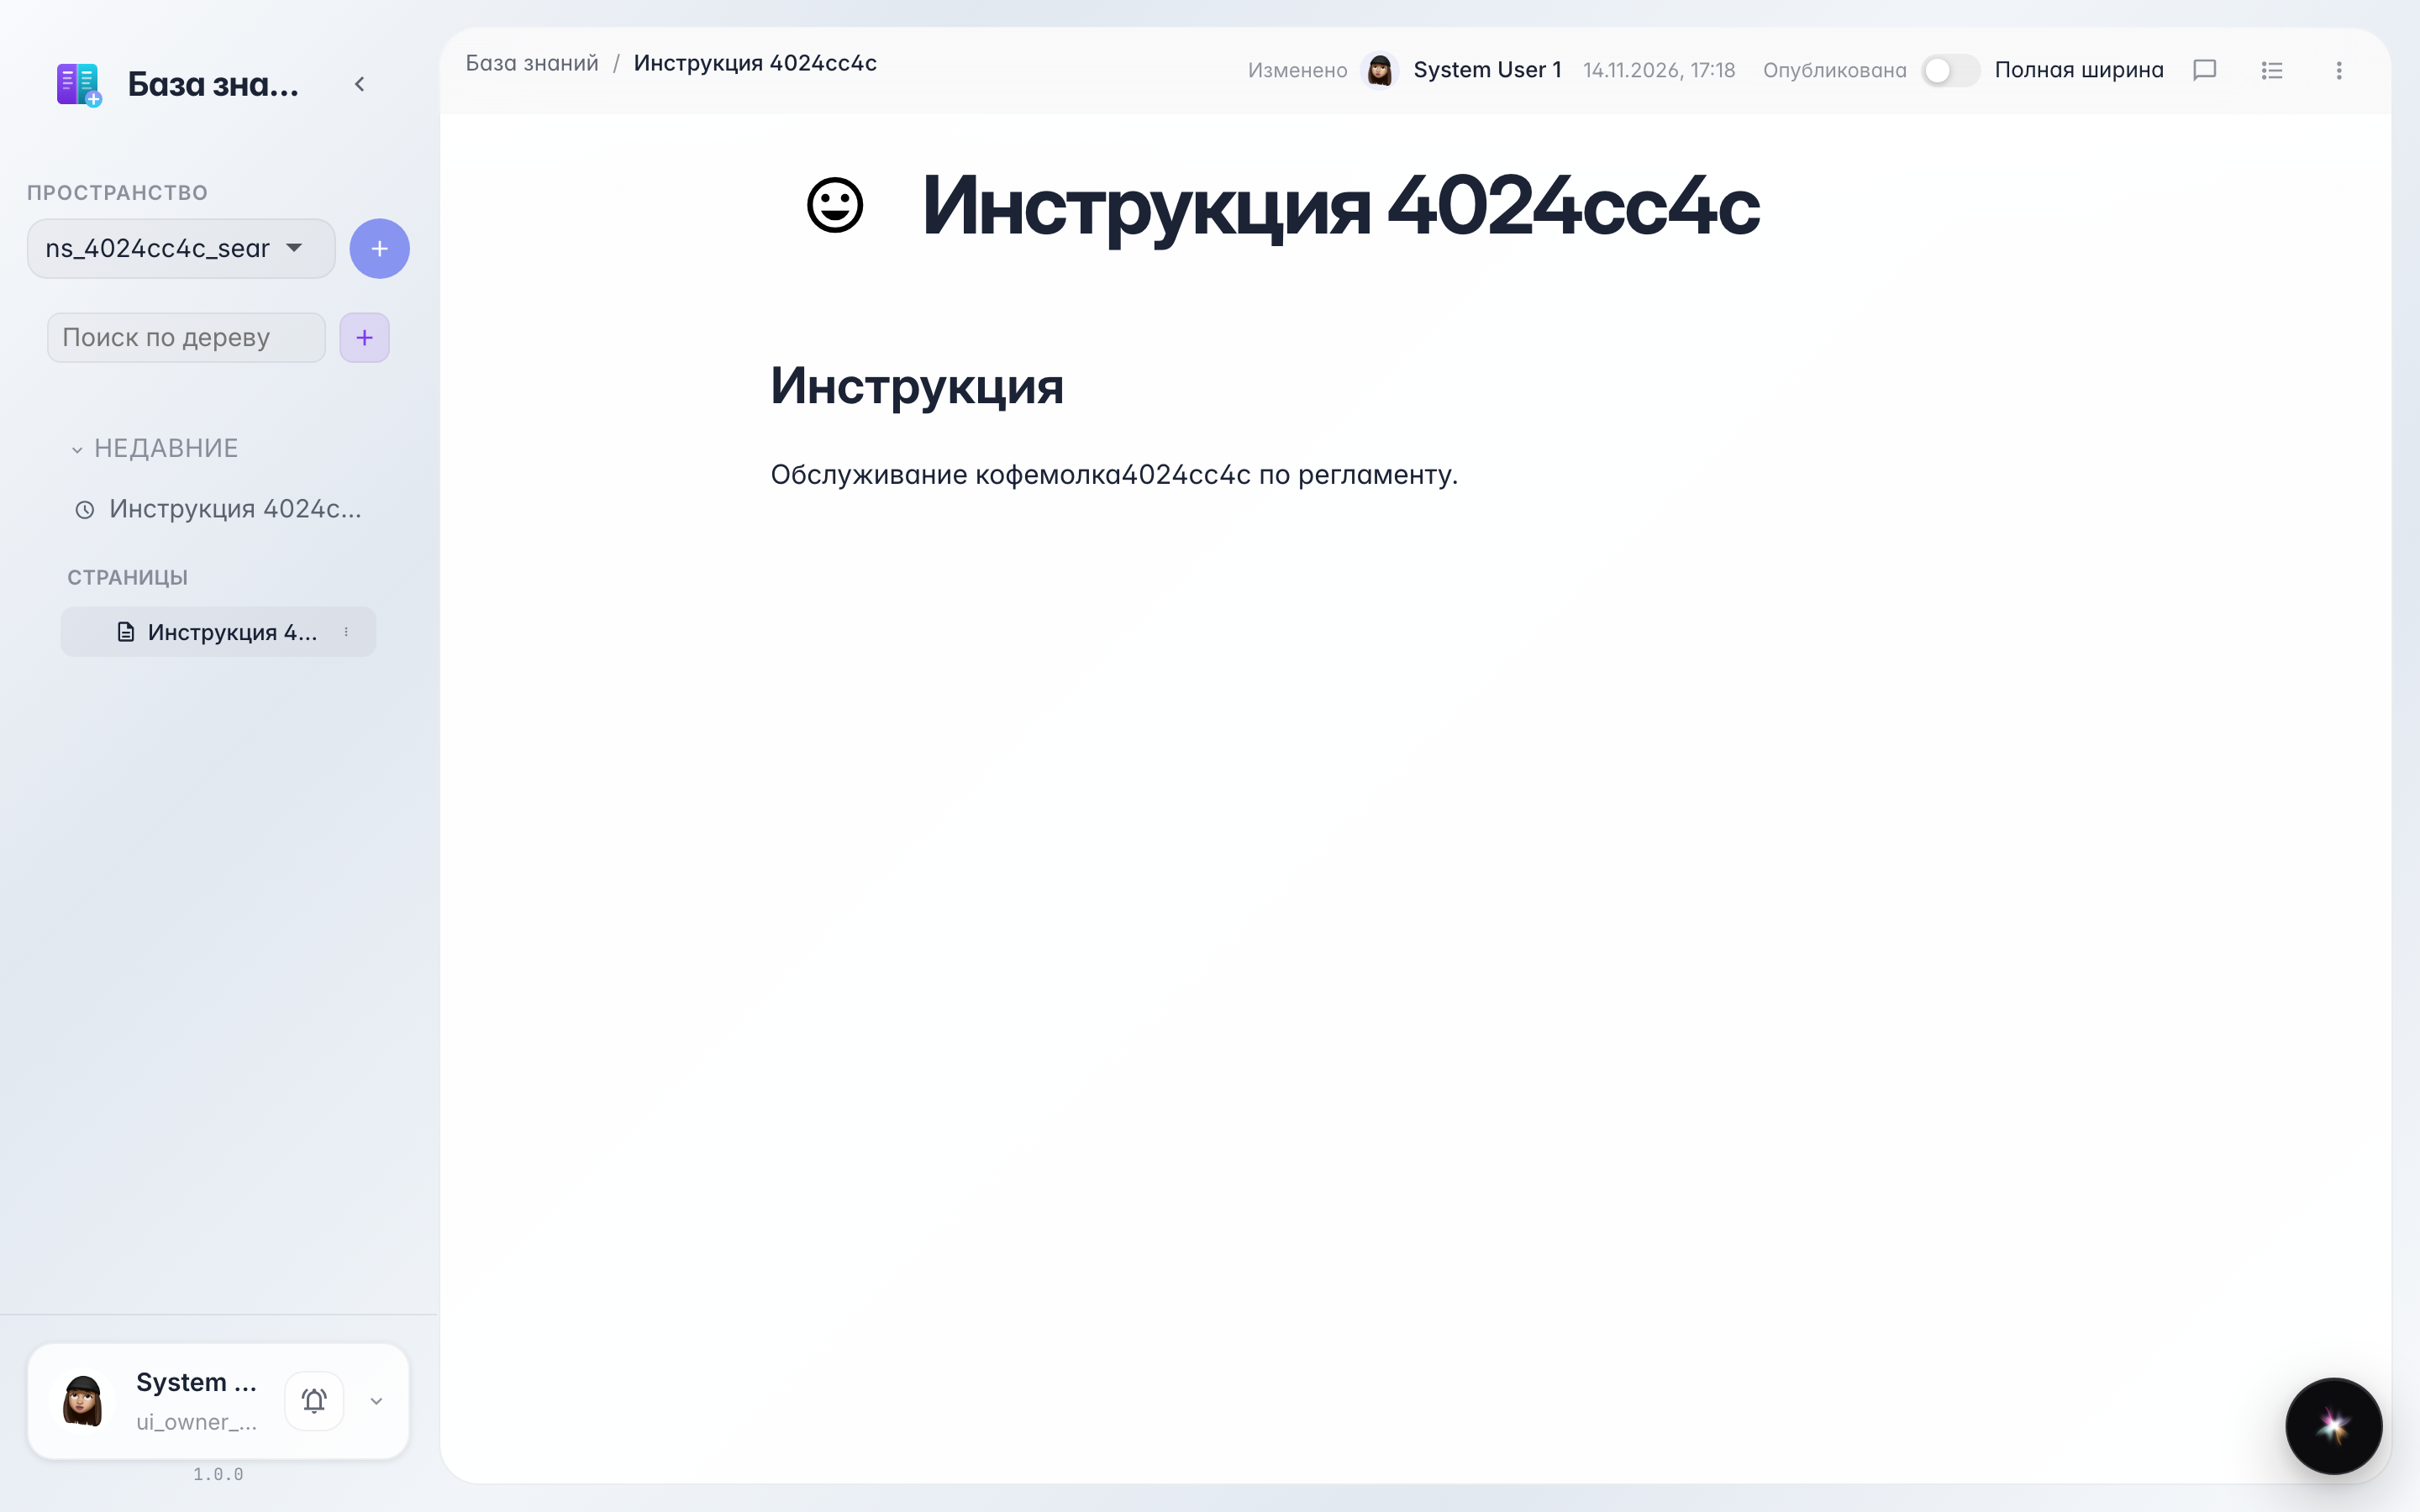 База зна...
ПРОСТРАНСТВО
ns_4024cc4c_sear
Поиск по дереву
НЕДАВНИЕ
Инструкция 4024c...
СТРАНИЦЫ
Инструкция 4...
System ...
ui_owner_...
1.0.0
База знаний / Инструкция 4024cc4c
Изменено System User 1 14.11.2026, 17:18 Опубликована Полная ширина
Инструкция 4024cc4c
Инструкция
Обслуживание кофемолка4024cc4c по регламенту.